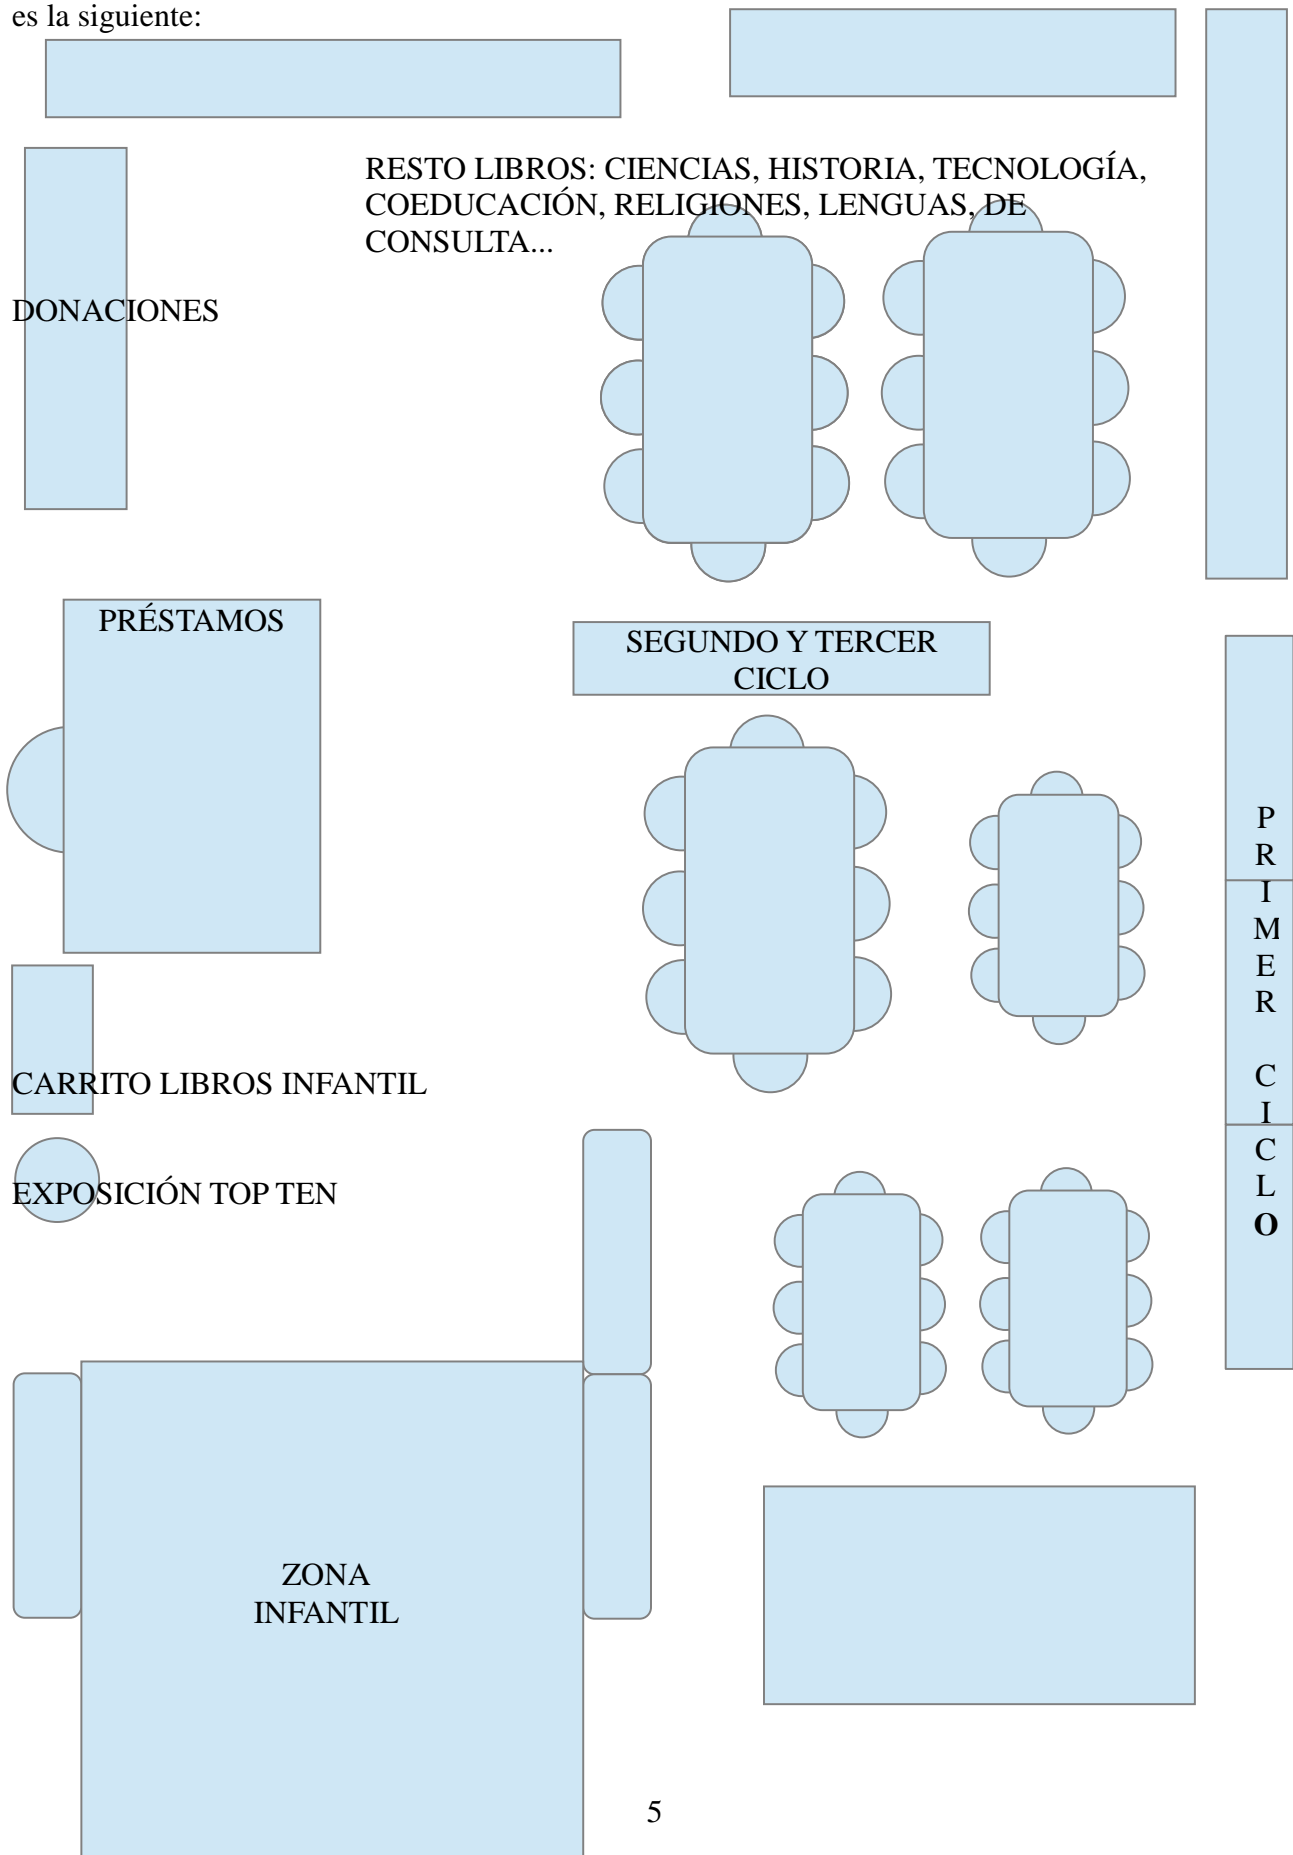 es la siguiente:
RESTO LIBROS: CIENCIAS, HISTORIA, TECNOLOGÍA,
COEDUCACIÓN, RELIGIONES, LENGUAS, DE
CONSULTA...
DONACIONES
PRÉSTAMOS
SEGUNDO Y TERCER
CICLO
P
R
I
M
E
R
C
I
C
L
O
CARRITO LIBROS INFANTIL
EXPOSICIÓN TOP TEN
ZONA
INFANTIL
5